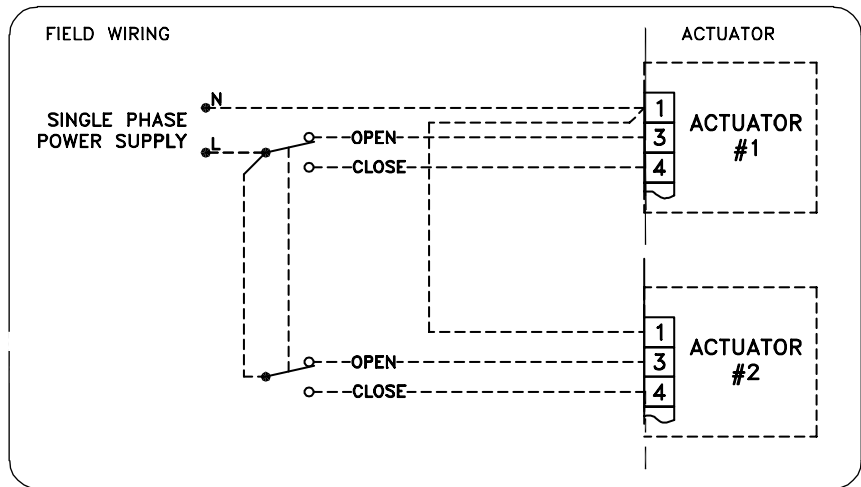 FIELD WIRING
ACTUATOR
N
SINGLE PHASE
POWER SUPPLY
L
OPEN
CLOSE
1
3
4
ACTUATOR
#1
OPEN
CLOSE
1
3
4
ACTUATOR
#2